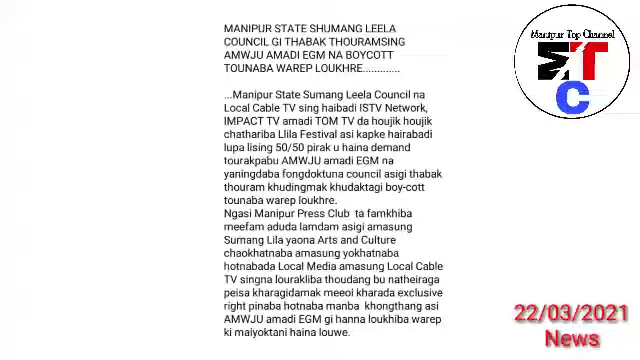 MANIPUR STATE SHUMANG LEELA
COUNCIL GI THABAK THOURAMSING
AMWJU AMADI EGM NA BOYCOTT
TOUNABA WAREP LOUKHRE.............
...Manipur State Sumang Leela Council na
Local Cable TV sing haibadi ISTV Network,
IMPACT TV amadi TOM TV da houjik houjik
chathariba Llila Festival asi kapke hairabadi
lupa lising 50/50 pirak u haina demand
tourakpabu AMWJU amadi EGM na
yaningdaba fongdoktuna council asigi thabak
thouram khudingmak khudaktagi boy-cott
tounaba warep loukhre.
Ngasi Manipur Press Club ta famkhiba
meefam aduda lamdam asigi amasung
Sumang Lila yaona Arts and Culture
chaokhatnaba amasung yokhatnaba
hotnabada Local Media amasung Local Cable
TV singna lourakliba thoudang bu natheiraga
peisa kharagidamak meeoi kharada exclusive
right pinaba hotnaba manba khongthang asi
AMWJU amadi EGM gi hanna loukhiba warep
ki maiyoktani haina louwe.
Manipur Top Channel
MTC
22/03/2021
News